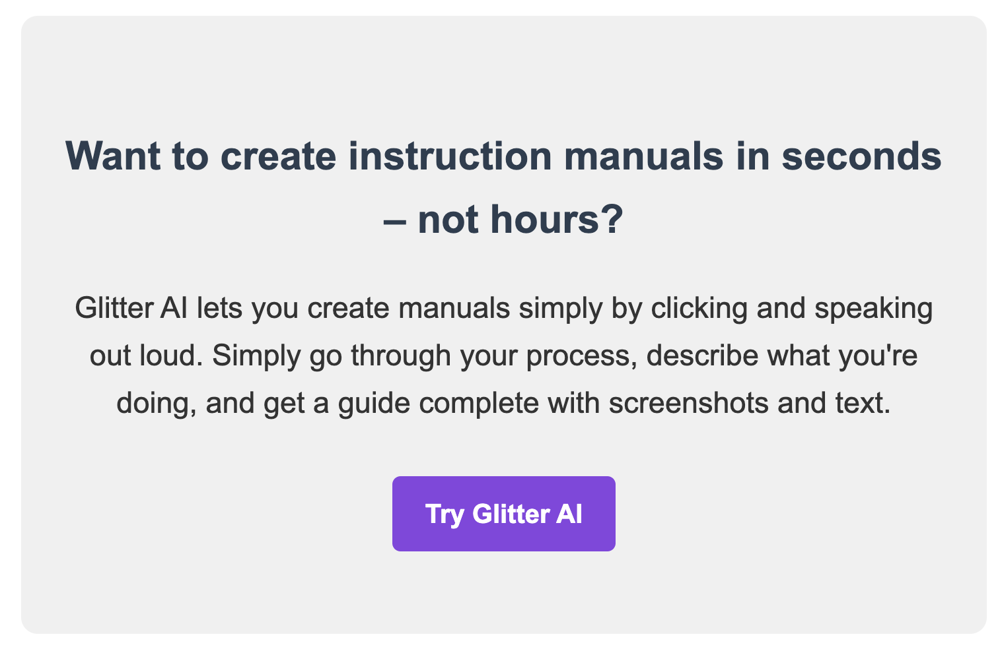 Want to create instruction manuals in seconds
– not hours?
Glitter AI lets you create manuals simply by clicking and speaking
out loud. Simply go through your process, describe what you're
doing, and get a guide complete with screenshots and text.
Try Glitter AI